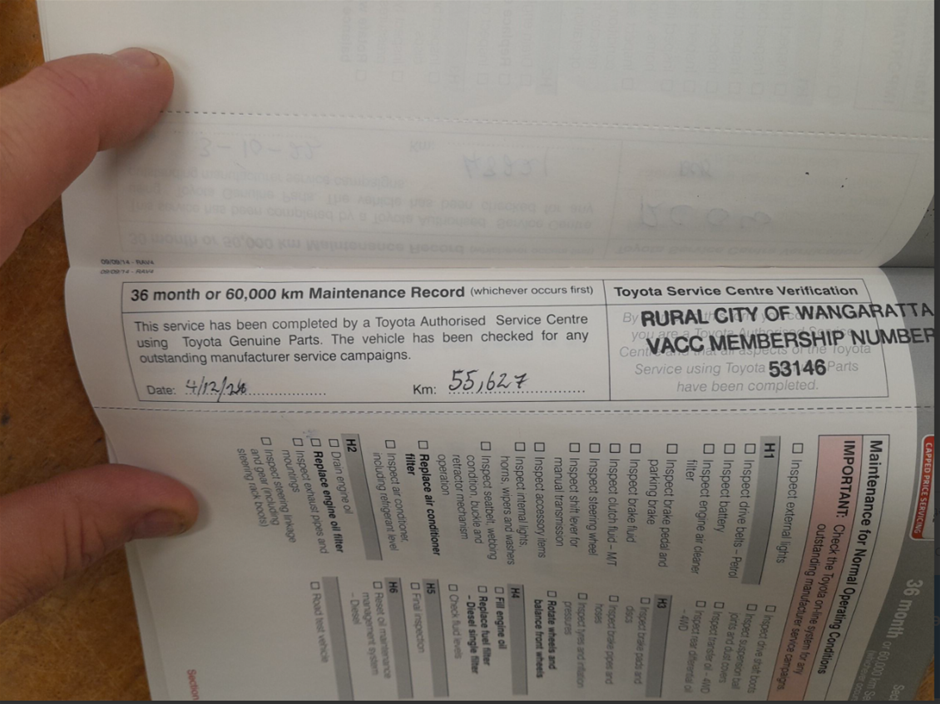 09/09/14 - RAV4
36 month or 60,000 km Maintenance Record (whichever occurs first)
This service has been completed by a Toyota Authorised Service Centre
using Toyota Genuine Parts. The vehicle has been checked for any
outstanding manufacturer service campaigns.
Date:
Km: 55,627
Toyota Service Centre Verification
RURAL CITY OF WANGARATTA
VACC MEMBERSHIP NUMBER
53146
Service using Toyota Parts
have been completed.
CAPPED PRICE SERVICING
36 month
Maintenance for Normal Operating Conditions
IMPORTANT: Check the Toyota on-line system for any
outstanding manufacturer service campaigns
Inspect external lights
H1
Inspect drive belts – Petrol
Inspect battery
Inspect engine air cleaner
filter
Inspect brake pedal and
parking brake
Inspect brake fluid
Inspect clutch fluid – M/T
Inspect steering wheel
Inspect shift lever for
manual transmission
Inspect accessory items
Inspect internal lights,
horns, wipers and washers
Inspect seatbelt, webbing
condition, buckle and
retractor mechanism
operation
Replace air conditioner
filter
Inspect air conditioner,
including refrigerant level
H2
Drain engine oil
Replace engine oil filter
Inspect exhaust pipes and
mountings
Inspect steering linkage
and gear (including
steering rack boots)
Inspect drive shaft boots
Inspect suspension ball
joints and dust covers
Inspect transfer oil - 4WD
Inspect rear differential oil
- 4WD
H3
Inspect brake pads and
discs
Inspect brake pipes and
hoses
Inspect tyres and inflation
pressures
Rotate wheels and
balance front wheels
H4
Fill engine oil
Replace fuel filter
- Diesel single filter
Check fluid levels
H5
Final inspection
H6
Reset oil maintenance
management system
- Diesel
Road test vehicle
Section